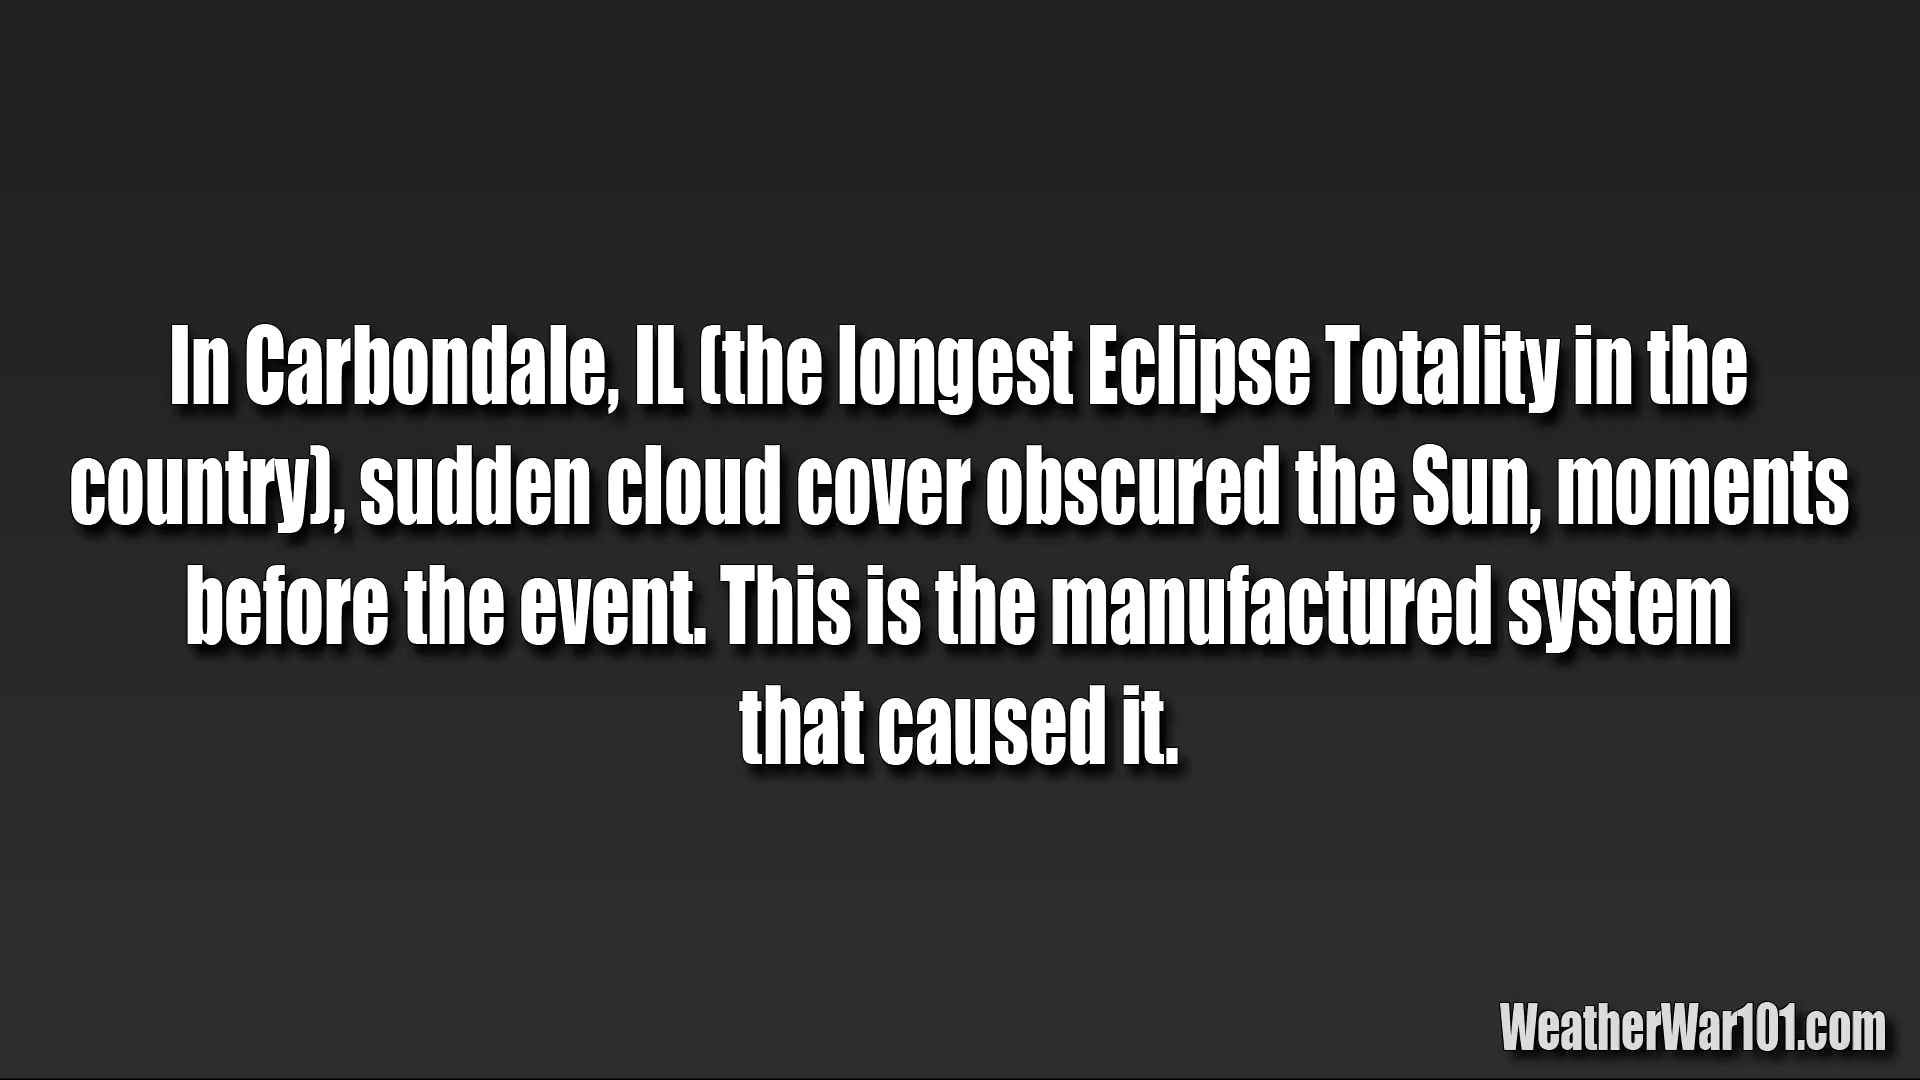 In Carbondale, IL (the longest Eclipse Totality in the
country), sudden cloud cover obscured the Sun, moments
before the event. This is the manufactured system
that caused it.
WeatherWar101.com